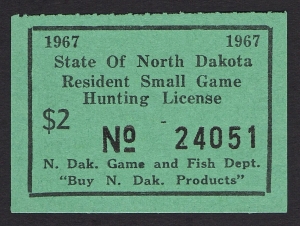 1967 1967
State Of North Dakota
Resident Small Game
Hunting License
$2
No 24051
N. Dak. Game and Fish Dept.
"Buy N. Dak. Products"